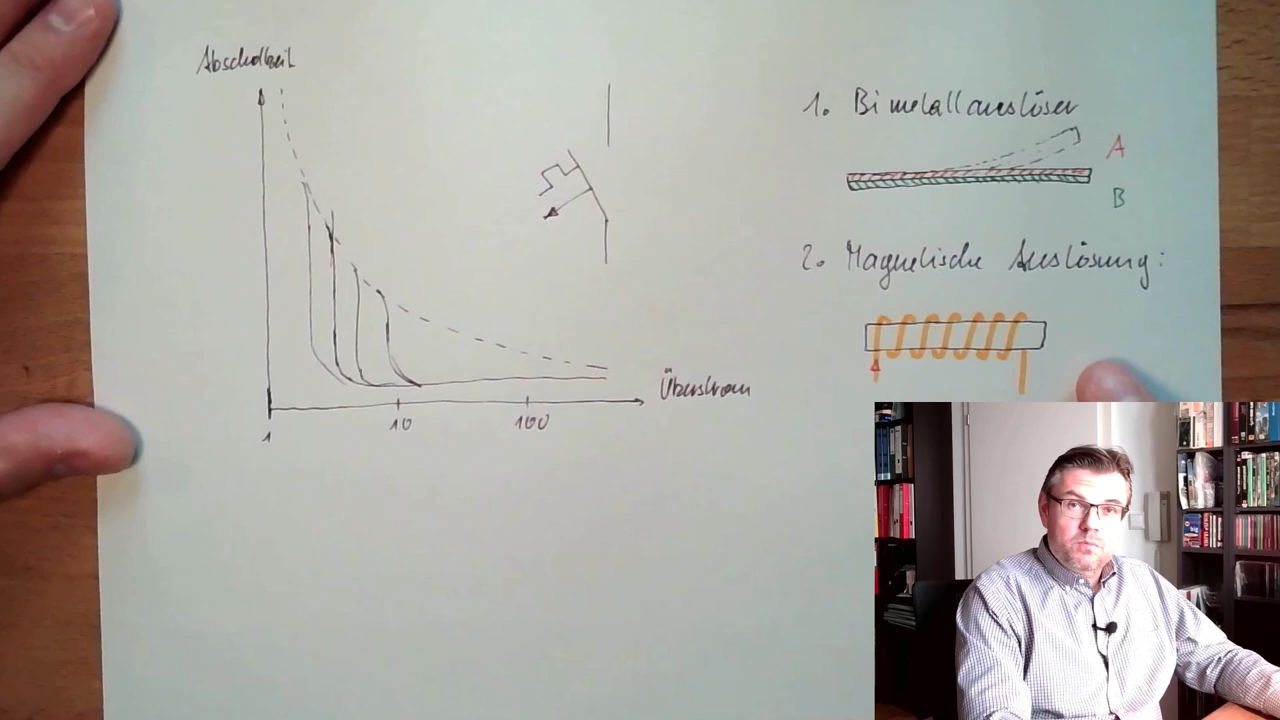 Abschaltzeit
1. Bimetallauslöser
A
B
2. Magnetische Auslösung:
Überstrom
1
10
100